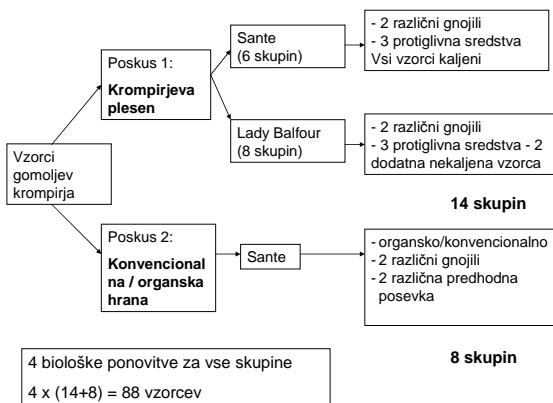 Vzorci
gomoljev
krompirja
Poskus 1:
Krompirjeva
plesen
Sante
(6 skupin)
- 2 različni gnojili
- 3 protiglivna sredstva
Vsi vzorci kaljeni
Lady Balfour
(8 skupin)
- 2 različni gnojili
- 3 protiglivna sredstva - 2
dodatna nekaljena vzorca
14 skupin
Poskus 2:
Konvencional
na / organska
hrana
Sante
- organsko/konvencionalno
- 2 različni gnojili
- 2 različna predhodna
posevka
8 skupin
4 biološke ponovitve za vse skupine
4 x (14+8) = 88 vzorcev